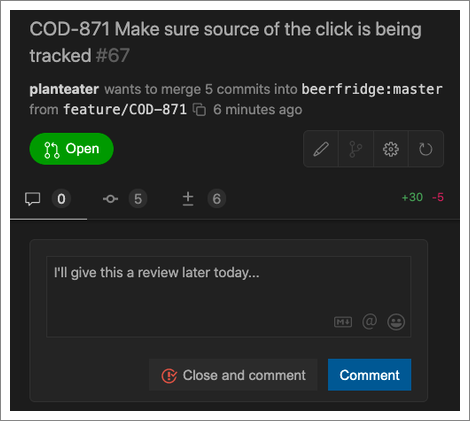 COD-871 Make sure source of the click is being
tracked #67
planteater wants to merge 5 commits into beerfridge:master
from feature/COD-871 6 minutes ago
Open
0 5 6 +30 -5
I'll give this a review later today...
M @
Close and comment Comment